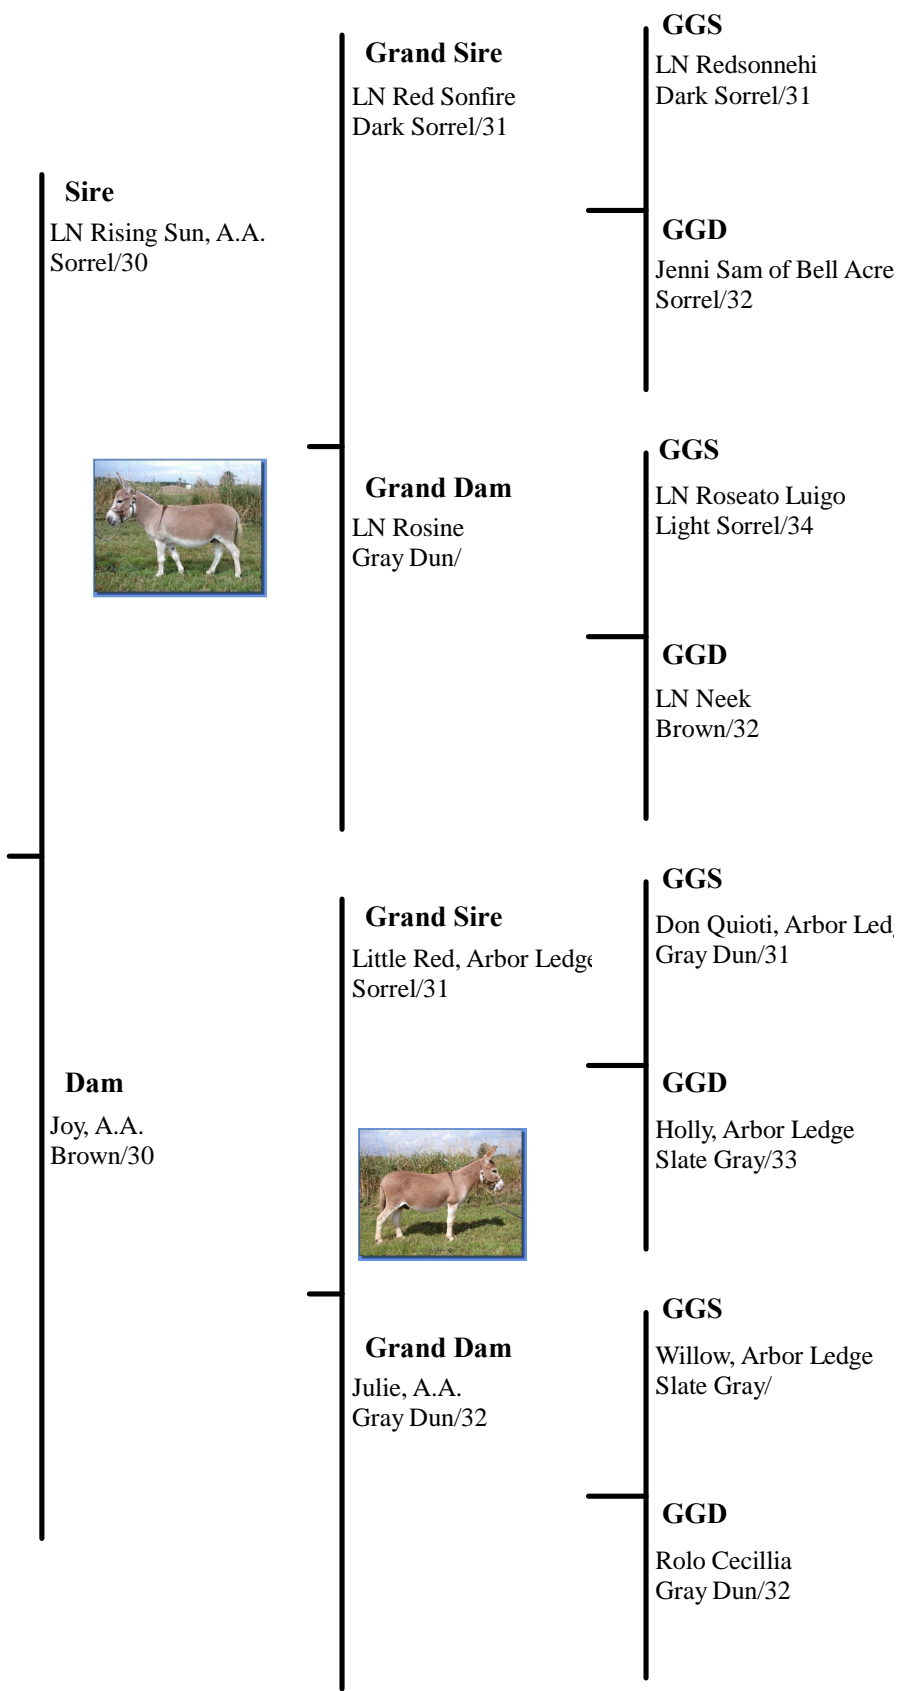 Sire
LN Rising Sun, A.A.
Sorrel/30
Dam
Joy, A.A.
Brown/30
Grand Sire
LN Red Sonfire
Dark Sorrel/31
Grand Dam
LN Rosine
Gray Dun/
Grand Sire
Little Red, Arbor Ledge
Sorrel/31
Grand Dam
Julie, A.A.
Gray Dun/32
GGS
LN Redsonnehi
Dark Sorrel/31
GGD
Jenni Sam of Bell Acre
Sorrel/32
GGS
LN Roseato Luigo
Light Sorrel/34
GGD
LN Neek
Brown/32
GGS
Don Quioti, Arbor Led
Gray Dun/31
GGD
Holly, Arbor Ledge
Slate Gray/33
GGS
Willow, Arbor Ledge
Slate Gray/
GGD
Rolo Cecillia
Gray Dun/32